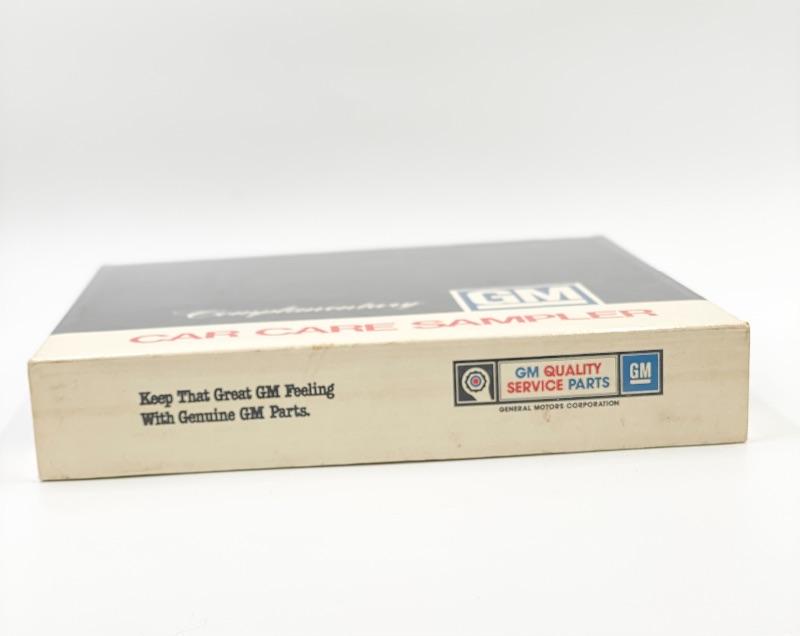 Complimentary
GM
CAR CARE SAMPLER
Keep That Great GM Feeling
With Genuine GM Parts.
GM QUALITY
SERVICE PARTS
GM
GENERAL MOTORS CORPORATION